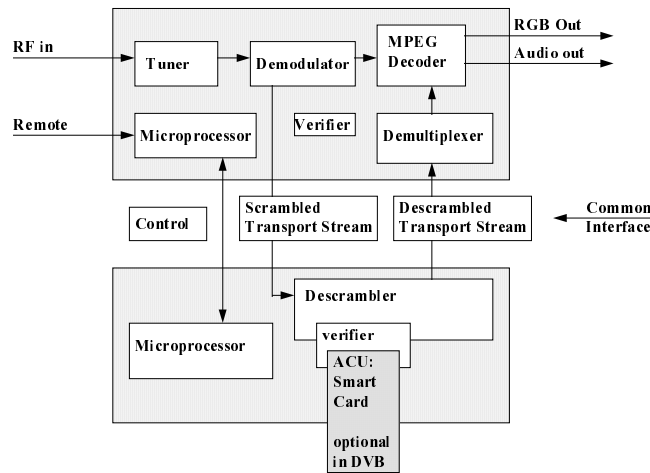 RGB Out
RF in
Tuner
Demodulator
MPEG
Decoder
Audio out
Remote
Microprocessor
Verifier
Demultiplexer
Control
Scrambled
Transport Stream
Descrambled
Transport Stream
Common
Interface
Descrambler
Microprocessor
verifier
ACU:
Smart
Card
optional
in DVB